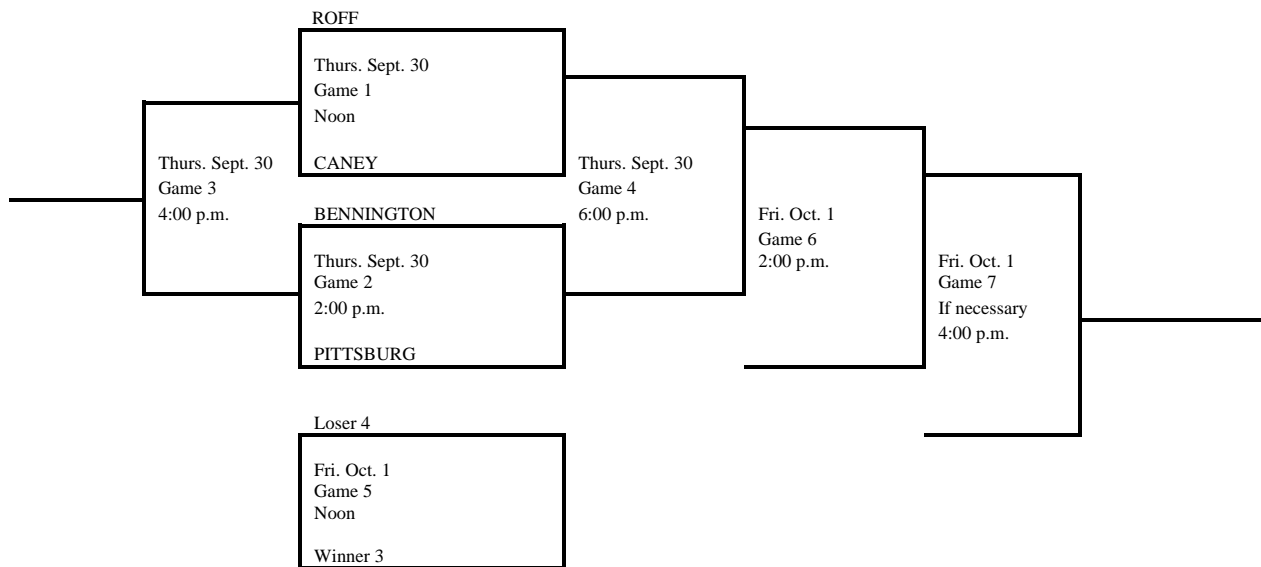 ROFF
Thurs. Sept. 30
Game 1
Noon
CANEY
Thurs. Sept. 30
Game 3
4:00 p.m.
Thurs. Sept. 30
Game 4
6:00 p.m.
BENNINGTON
Thurs. Sept. 30
Game 2
2:00 p.m.
PITTSBURG
Fri. Oct. 1
Game 6
2:00 p.m.
Fri. Oct. 1
Game 7
If necessary
4:00 p.m.
Loser 4
Fri. Oct. 1
Game 5
Noon
Winner 3